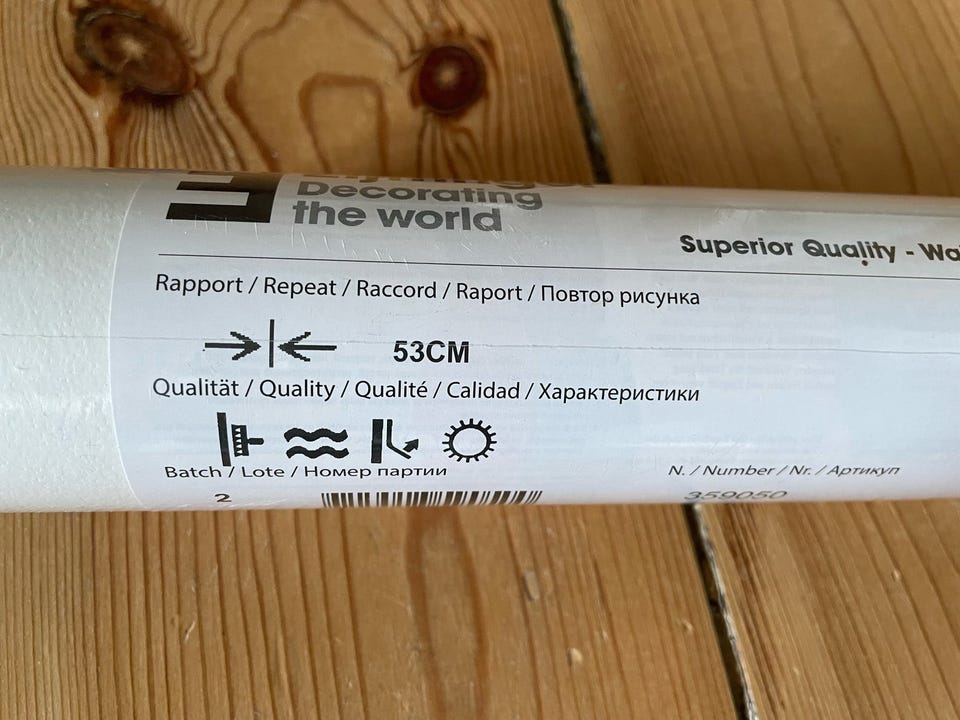 Decorating
the world
Superior Quality -
Rapport / Repeat / Raccord / Raport / Повтор рисунка
53CM
Qualität / Quality / Qualité / Calidad / Характеристики
Batch / Lote / Номер партии
N. / Number / Nr. / Артикул
2
359050